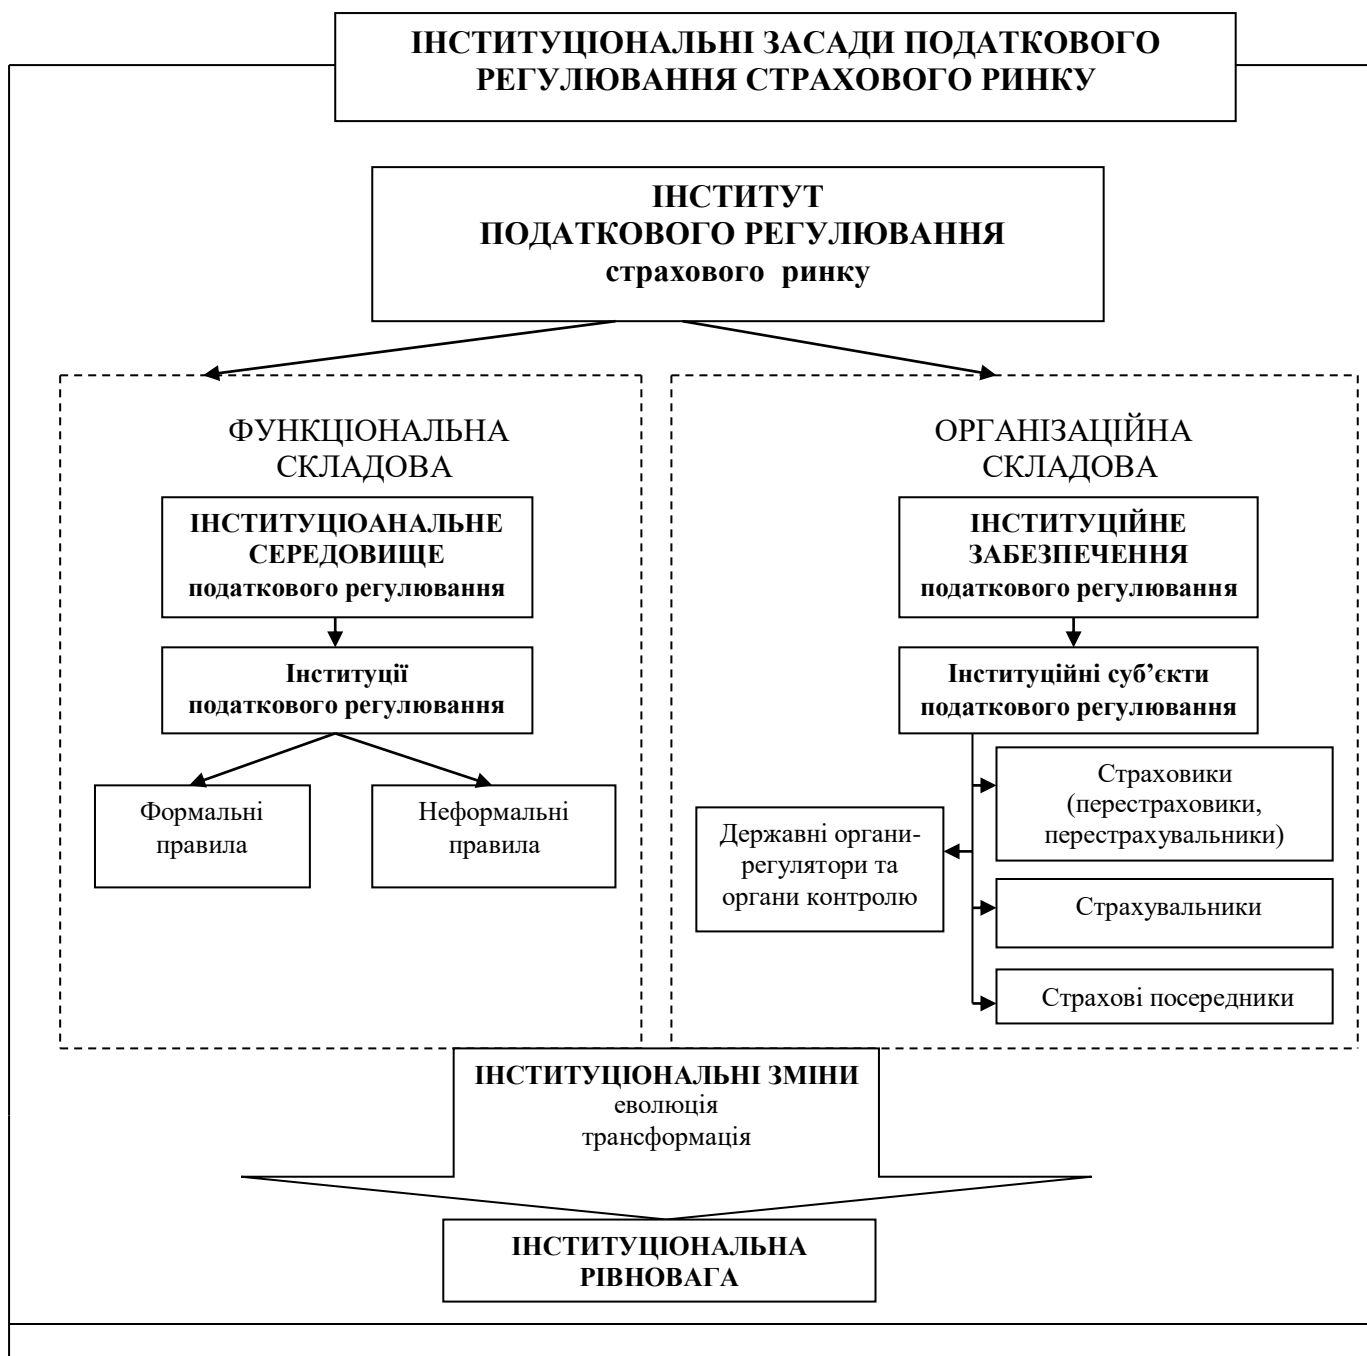 ІНСТИТУЦІОНАЛЬНІ ЗАСАДИ ПОДАТКОВОГО
РЕГУЛЮВАННЯ СТРАХОВОГО РИНКУ
ІНСТИТУТ
ПОДАТКОВОГО РЕГУЛЮВАННЯ
страхового ринку
ФУНКЦІОНАЛЬНА
СКЛАДОВА
ІНСТИТУЦІОАНАЛЬНЕ
СЕРЕДОВИЩЕ
податкового регулювання
Інституції
податкового регулювання
Формальні
правила
Неформальні
правила
ОРГАНІЗАЦІЙНА
СКЛАДОВА
ІНСТИТУЦІЙНЕ
ЗАБЕЗПЕЧЕННЯ
податкового регулювання
Інституційні суб’єкти
податкового регулювання
Державні органи-
регулятори та
органи контролю
Страховики
(перестраховики,
перестрахувальники)
Страхувальники
Страхові посередники
ІНСТИТУЦІОНАЛЬНІ ЗМІНИ
еволюція
трансформація
ІНСТИТУЦІОНАЛЬНА
РІВНОВАГА